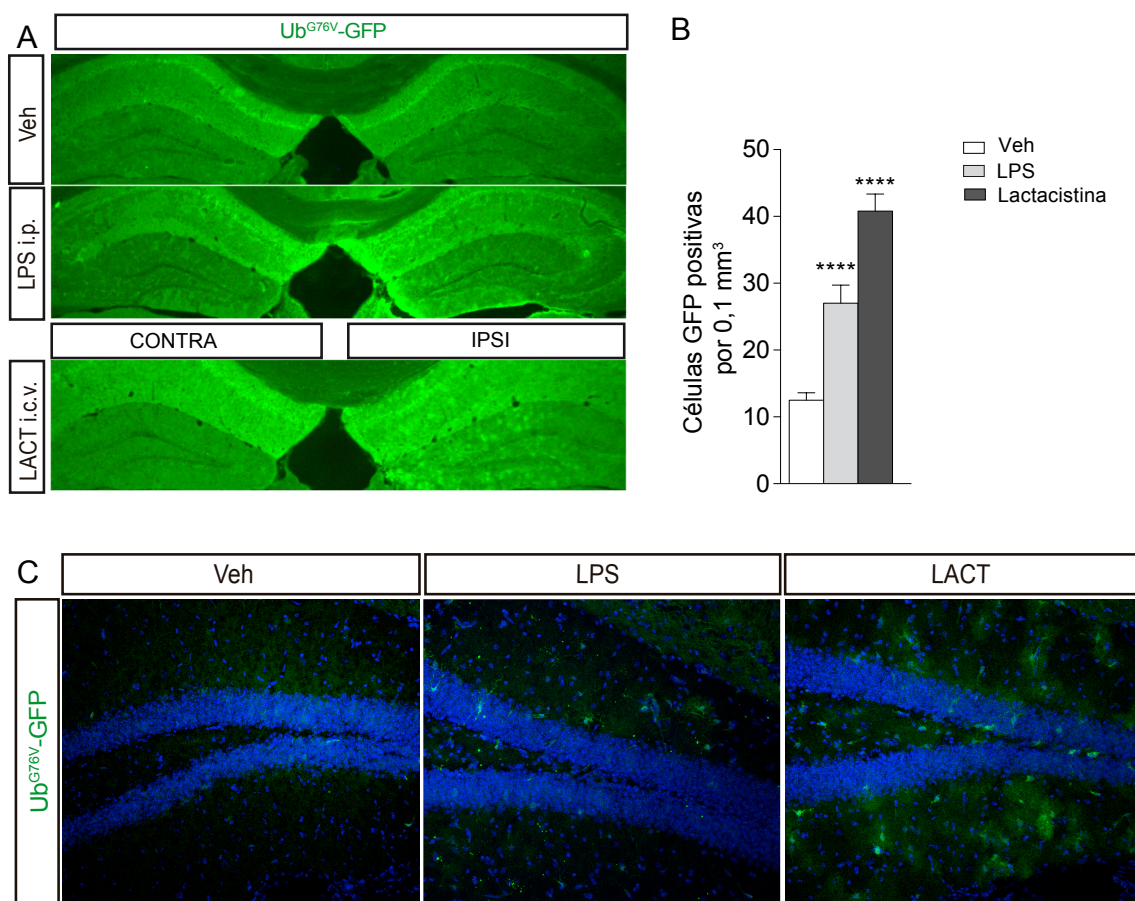 A
Ub^G76V-GFP
Veh
LPS i.p.
CONTRA
IPSI
LACT i.c.v.
B
Células GFP positivas
por 0,1 mm³
50
40
30
20
10
0
****
****
Veh
LPS
Lactacistina
C
Veh
LPS
LACT
Ub^G76V-GFP